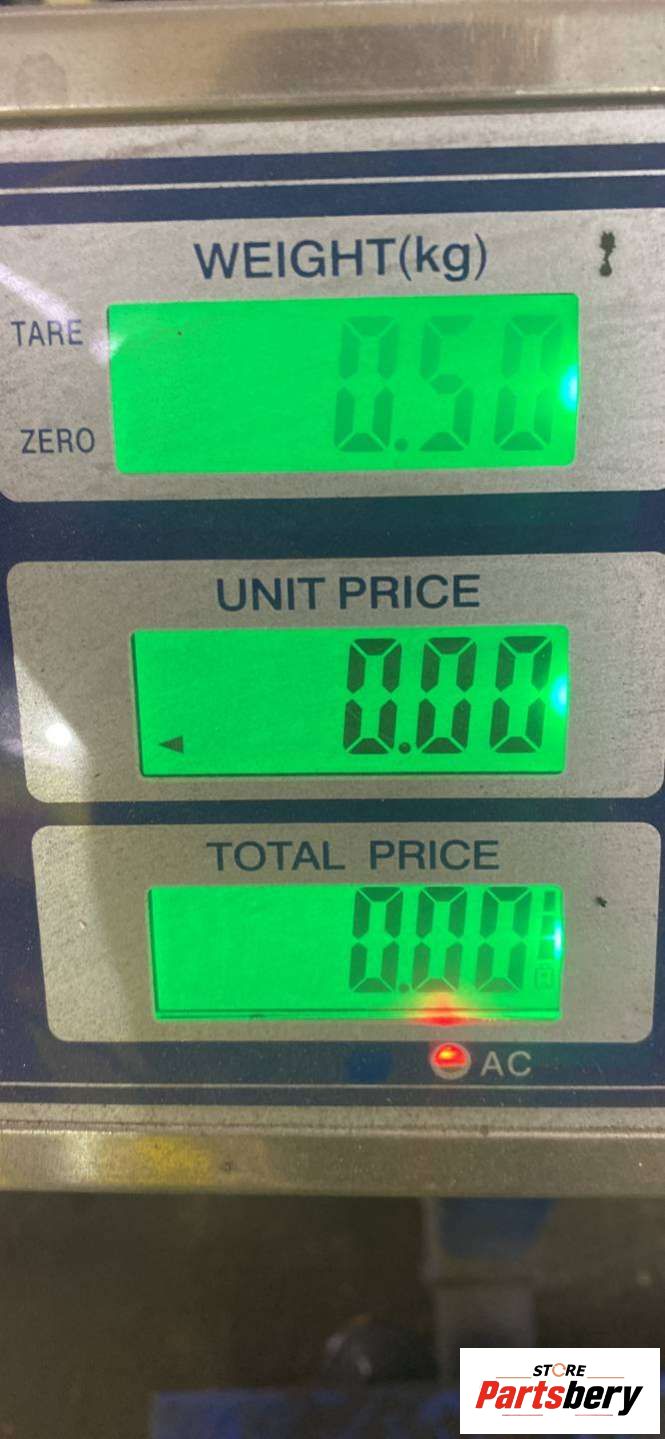 WEIGHT(kg)
TARE
0.50
ZERO
UNIT PRICE
0.00
TOTAL PRICE
0.00
AC
STORE
Partsbery